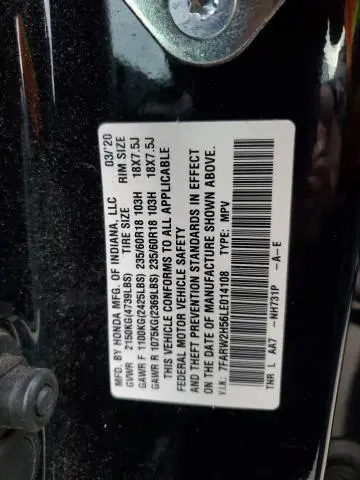 MFD. BY HONDA MFG. OF INDIANA, LLC 03/'20
GVWR 2150KG(4739LBS) TIRE SIZE RIM SIZE
GAWR F 1100KG(2425LBS) 235/60R18 103H 18X7.5J
GAWR R 1075KG(2369LBS) 235/60R18 103H 18X7.5J
THIS VEHICLE CONFORMS TO ALL APPLICABLE
FEDERAL MOTOR VEHICLE SAFETY
AND THEFT PREVENTION STANDARDS IN EFFECT
ON THE DATE OF MANUFACTURE SHOWN ABOVE.
V.I.N.: 7FARW2H56LE014108 TYPE: MPV
TNR L AA7 -NH731P -A-E